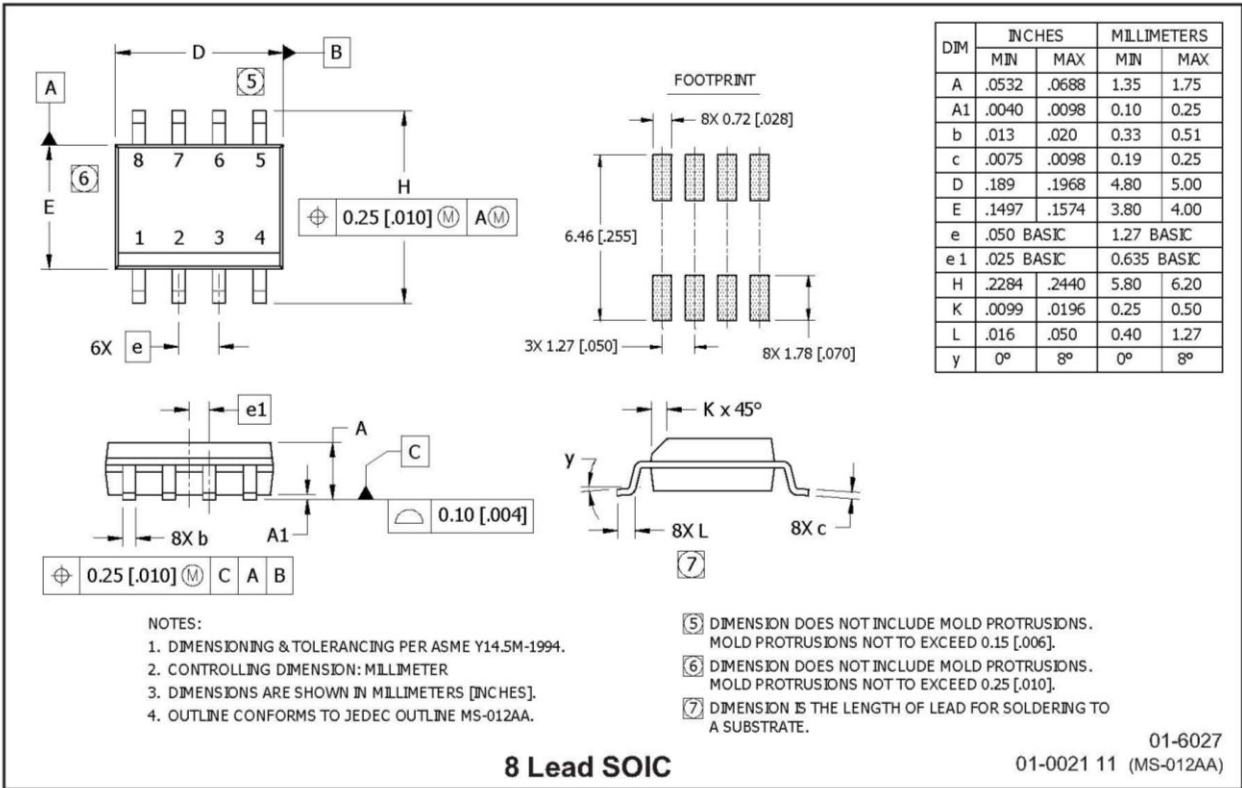 D
B
5
A
8 7 6 5
6
E
H
⌖ 0.25 [.010] Ⓜ A Ⓜ
1 2 3 4
6X e
FOOTPRINT
8X 0.72 [.028]
6.46 [.255]
3X 1.27 [.050]
8X 1.78 [.070]
DIM INCHES MILLIMETERS
MIN MAX MIN MAX
A .0532 .0688 1.35 1.75
A1 .0040 .0098 0.10 0.25
b .013 .020 0.33 0.51
c .0075 .0098 0.19 0.25
D .189 .1968 4.80 5.00
E .1497 .1574 3.80 4.00
e .050 BASIC 1.27 BASIC
e 1 .025 BASIC 0.635 BASIC
H .2284 .2440 5.80 6.20
K .0099 .0196 0.25 0.50
L .016 .050 0.40 1.27
y 0° 8° 0° 8°
e1
A
C
0.10 [.004]
8X b
A1
⌖ 0.25 [.010] Ⓜ C A B
K x 45°
y
8X L
8X c
7
NOTES:
1. DIMENSIONING & TOLERANCING PER ASME Y14.5M-1994.
2. CONTROLLING DIMENSION: MILLIMETER
3. DIMENSIONS ARE SHOWN IN MILLIMETERS [INCHES].
4. OUTLINE CONFORMS TO JEDEC OUTLINE MS-012AA.
5 DIMENSION DOES NOT INCLUDE MOLD PROTRUSIONS.
MOLD PROTRUSIONS NOT TO EXCEED 0.15 [.006].
6 DIMENSION DOES NOT INCLUDE MOLD PROTRUSIONS.
MOLD PROTRUSIONS NOT TO EXCEED 0.25 [.010].
7 DIMENSION IS THE LENGTH OF LEAD FOR SOLDERING TO
A SUBSTRATE.
8 Lead SOIC
01-6027
01-0021 11 (MS-012AA)